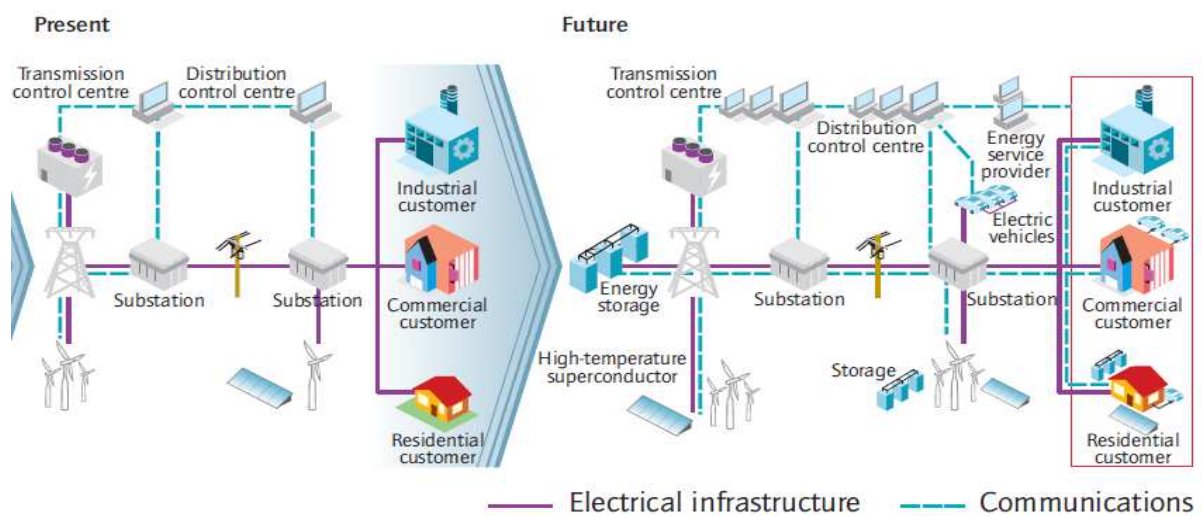 Present
Transmission
control centre
Distribution
control centre
Industrial
customer
Substation
Substation
Commercial
customer
Residential
customer
Future
Transmission
control centre
Distribution
control centre
Energy
service
provider
Industrial
customer
Electric
vehicles
Energy
storage
Substation
Substation
Commercial
customer
High-temperature
superconductor
Storage
Residential
customer
Electrical infrastructure
Communications